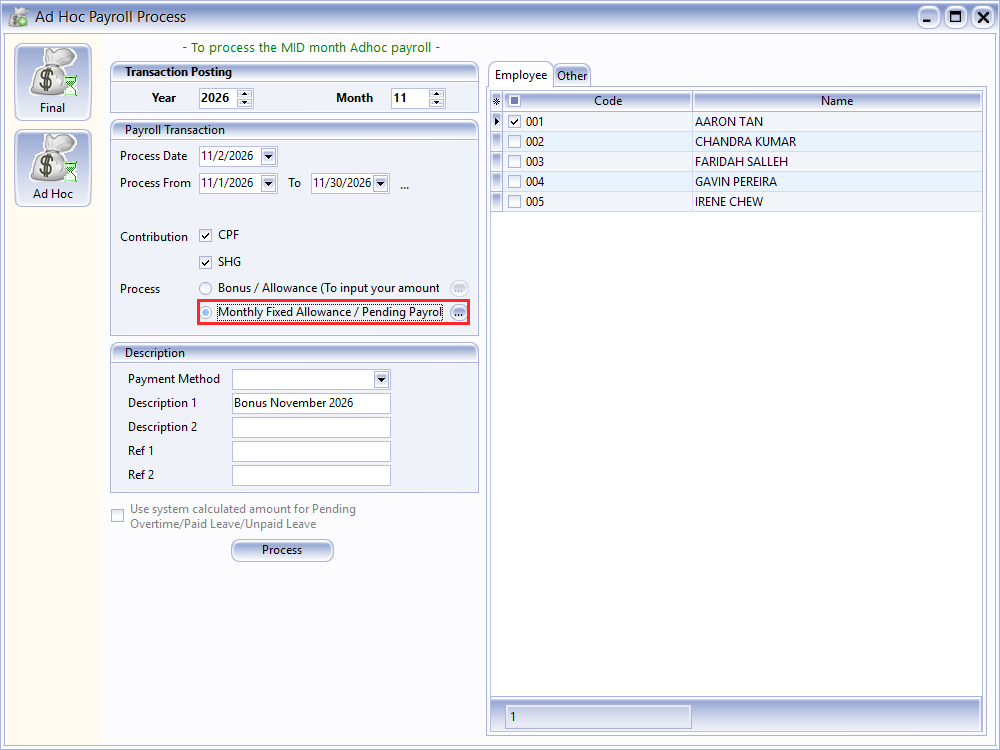 Ad Hoc Payroll Process
Final
Ad Hoc
- To process the MID month Adhoc payroll -
Transaction Posting
Year 2026 Month 11
Payroll Transaction
Process Date 11/2/2026
Process From 11/1/2026 To 11/30/2026 ...
Contribution CPF
SHG
Process Bonus / Allowance (To input your amount ...
Monthly Fixed Allowance / Pending Payrol ...
Description
Payment Method
Description 1 Bonus November 2026
Description 2
Ref 1
Ref 2
Use system calculated amount for Pending
Overtime/Paid Leave/Unpaid Leave
Process
Employee Other
Code Name
001 AARON TAN
002 CHANDRA KUMAR
003 FARIDAH SALLEH
004 GAVIN PEREIRA
005 IRENE CHEW
1